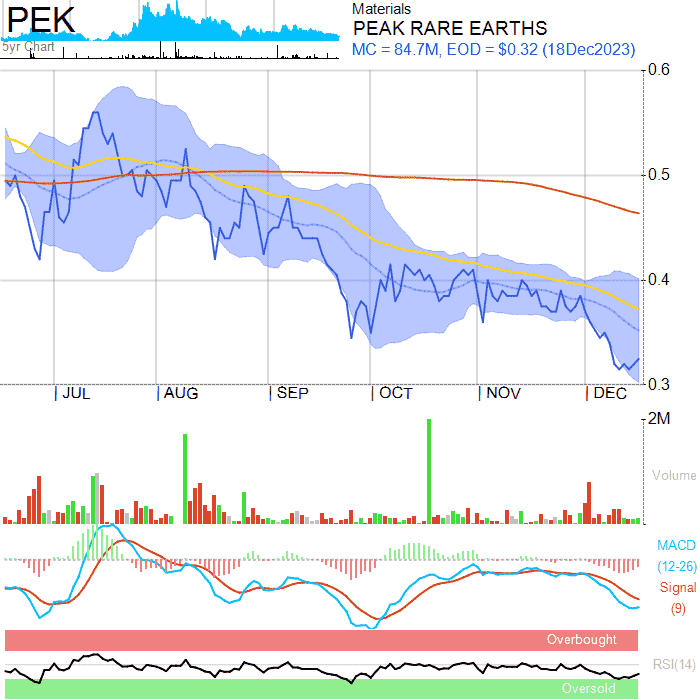 PEK
5yr Chart
Materials
PEAK RARE EARTHS
MC = 84.7M, EOD = $0.32 (18Dec2023)
0.6
0.5
0.4
0.3
JUL AUG SEP OCT NOV DEC
2M
Volume
MACD
(12-26)
Signal
(9)
Overbought
RSI(14)
Oversold